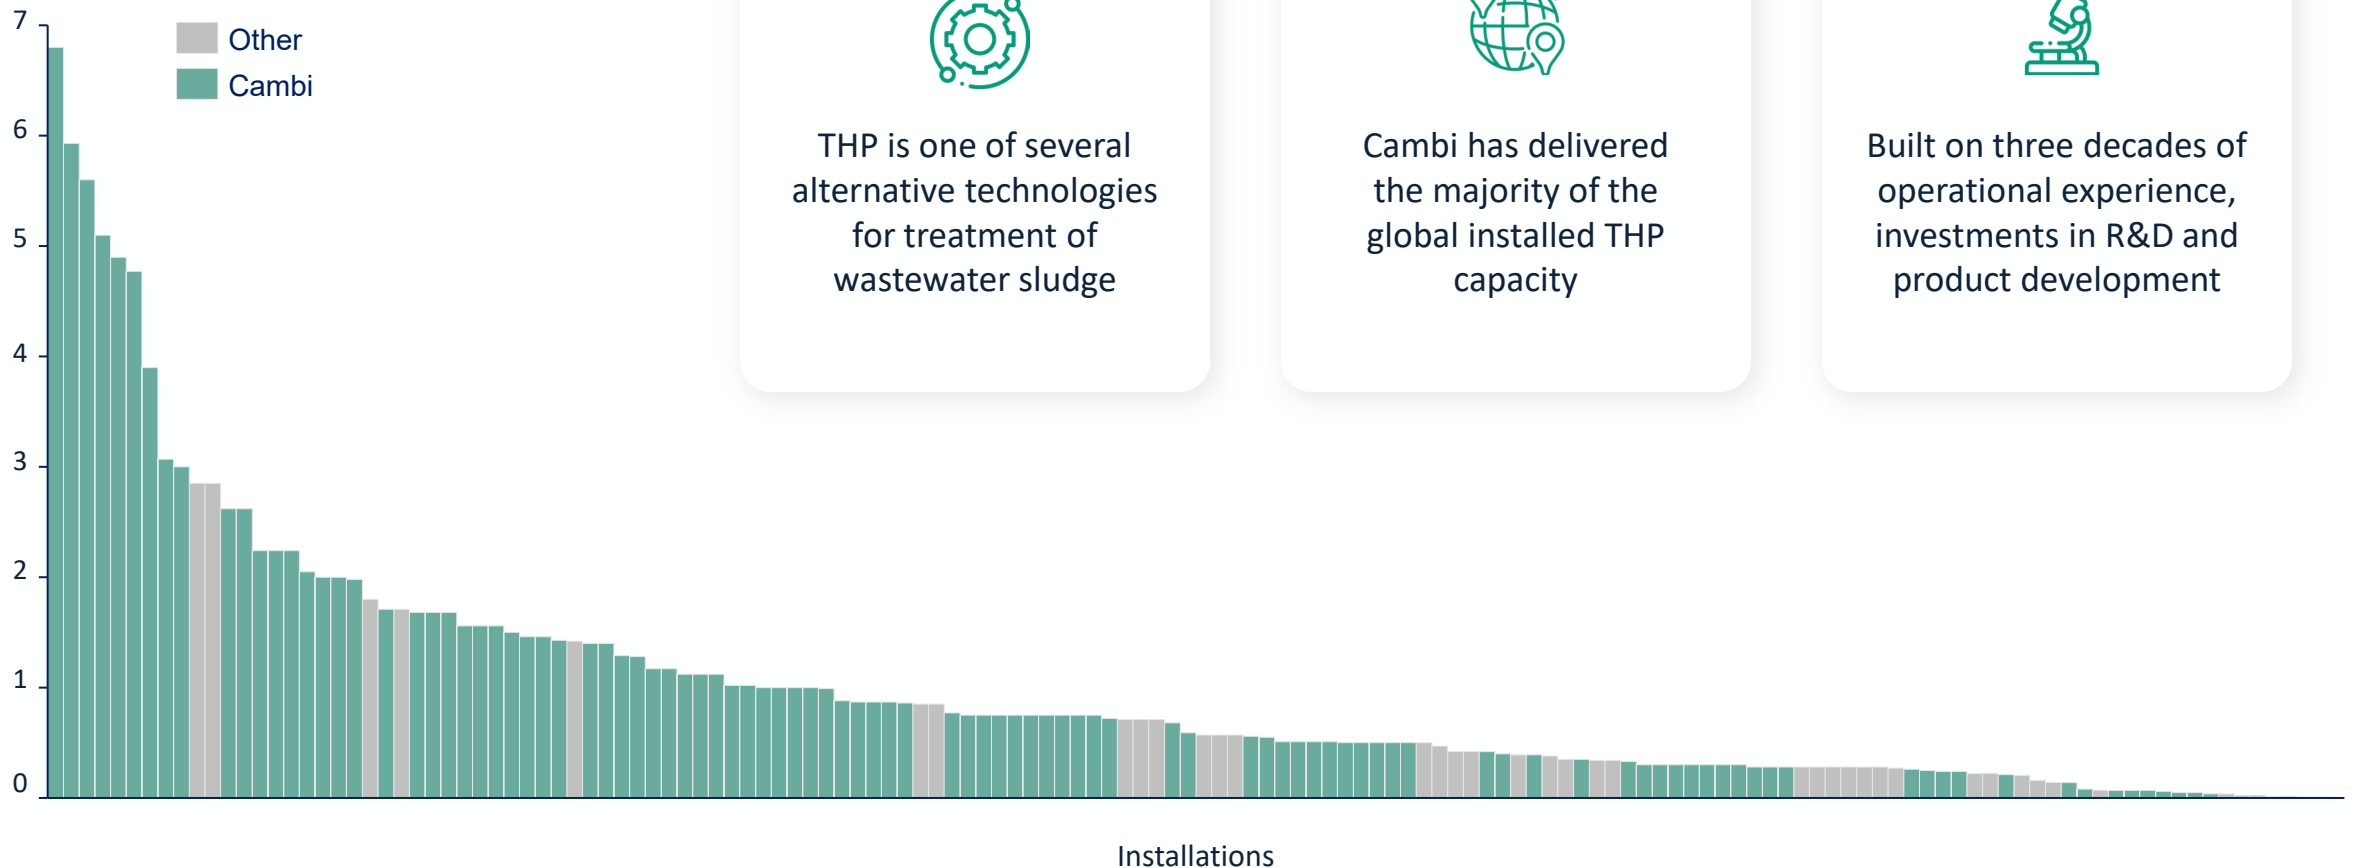 7
6
5
4
3
2
1
0
Other
Cambi
THP is one of several
alternative technologies
for treatment of
wastewater sludge
Cambi has delivered
the majority of the
global installed THP
capacity
Built on three decades of
operational experience,
investments in R&D and
product development
Installations